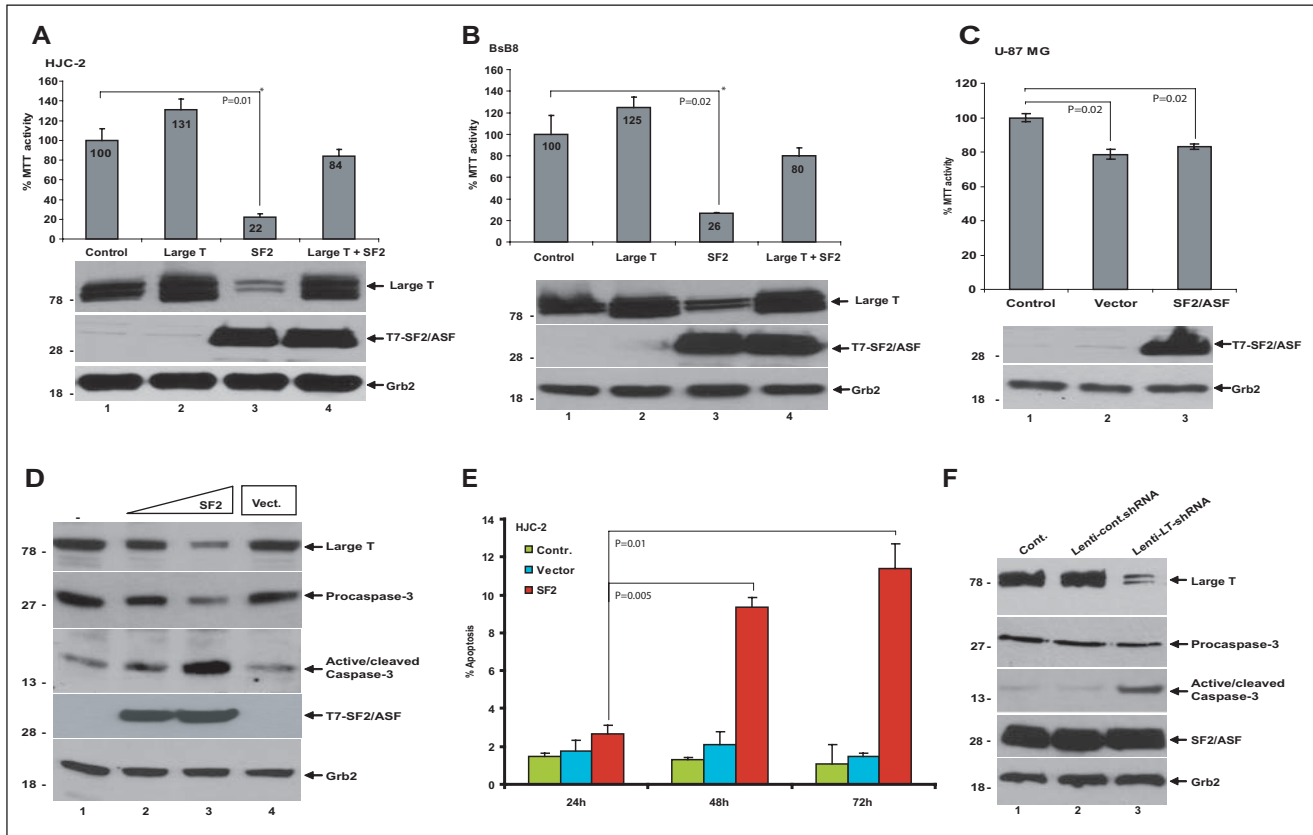 A
HJC-2
160
140
120
100
80
60
40
20
0
% MTT activity
P=0.01
*
100
131
22
84
Control Large T SF2 Large T + SF2
78 - Large T
28 - T7-SF2/ASF
18 - Grb2
1 2 3 4
B
BsB8
160
140
120
100
80
60
40
20
0
% MTT activity
P=0.02
*
100
125
26
80
Control Large T SF2 Large T + SF2
78 - Large T
28 - T7-SF2/ASF
18 - Grb2
1 2 3 4
C
U-87 MG
120
100
80
60
40
20
0
% MTT activity
P=0.02
P=0.02
Control Vector SF2/ASF
28 - T7-SF2/ASF
18 - Grb2
1 2 3
D
- SF2 Vect.
78 - Large T
27 - Procaspase-3
Active/cleaved
13 - Caspase-3
T7-SF2/ASF
28 -
Grb2
18 -
1 2 3 4
E
HJC-2
Contr.
Vector
SF2
14
12
10
8
6
4
2
0
% Apoptosis
P=0.01
P=0.005
24h 48h 72h
F
Cont. Lenti-cont.shRNA Lenti-LT-shRNA
78 - Large T
27 - Procaspase-3
Active/cleaved
13 - Caspase-3
28 - SF2/ASF
18 - Grb2
1 2 3